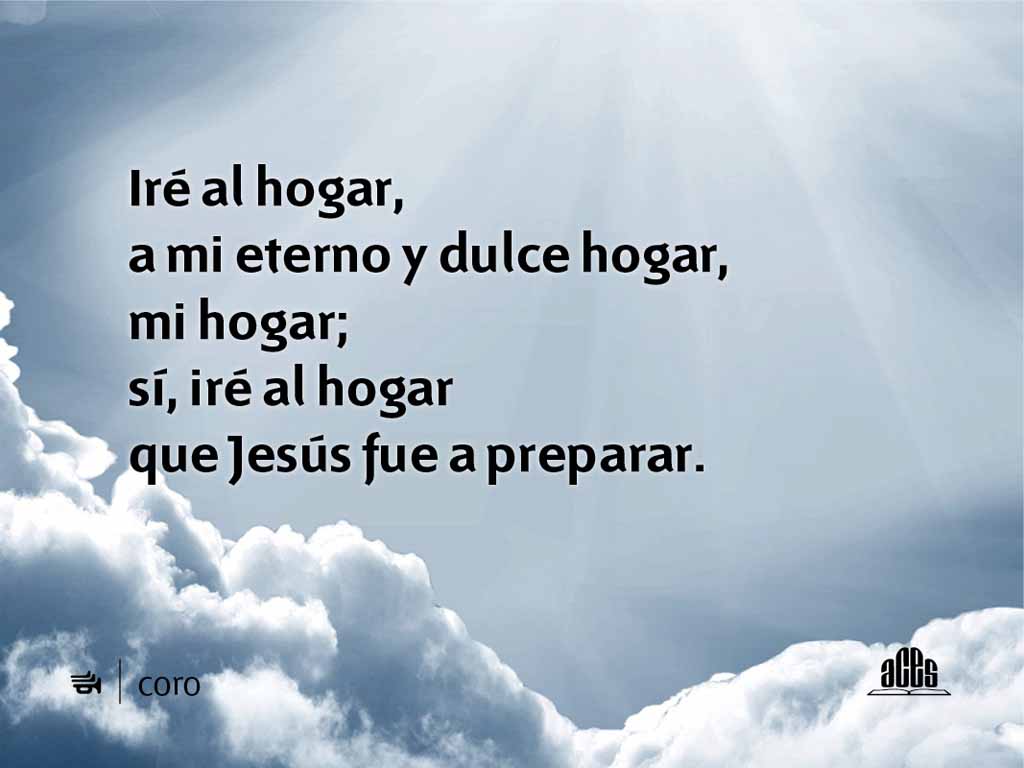 Iré al hogar,
a mi eterno y dulce hogar,
mi hogar;
sí, iré al hogar
que Jesús fue a preparar.
coro
aces